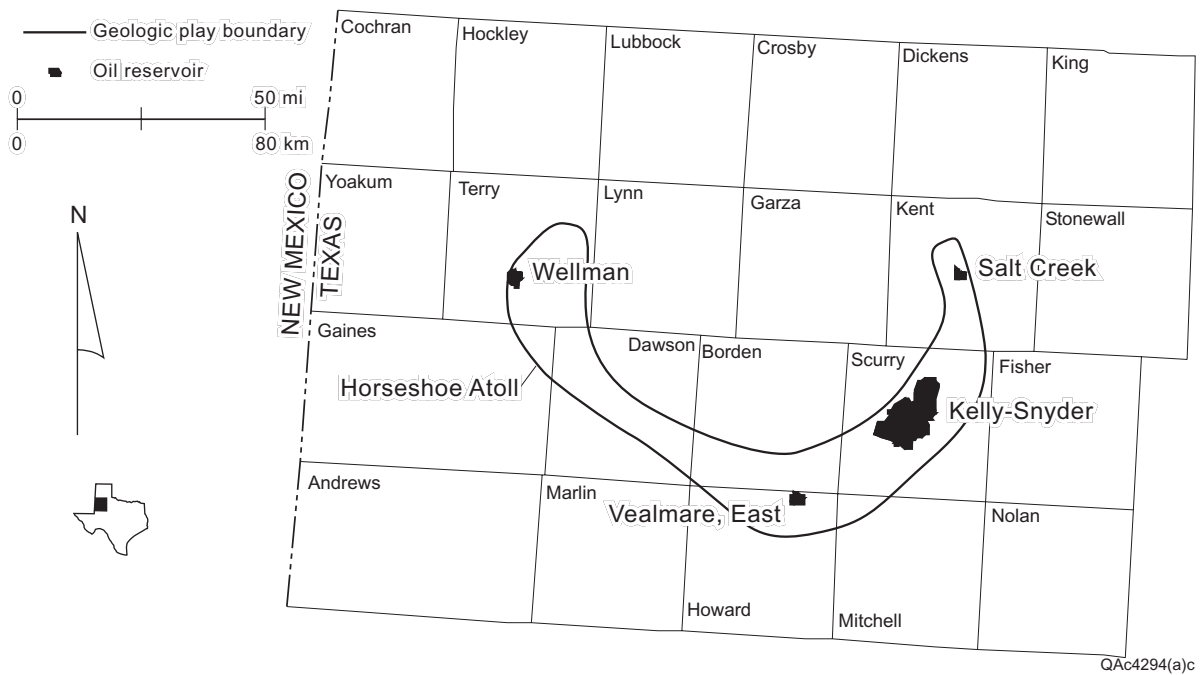 Geologic play boundary
Oil reservoir
0 50 mi
0 80 km
N
NEW MEXICO
TEXAS
Cochran
Hockley
Lubbock
Crosby
Dickens
King
Yoakum
Terry
Lynn
Garza
Kent
Stonewall
Wellman
Salt Creek
Gaines
Dawson
Borden
Scurry
Fisher
Horseshoe Atoll
Kelly-Snyder
Andrews
Marlin
Vealmare, East
Nolan
Howard
Mitchell
QAc4294(a)c